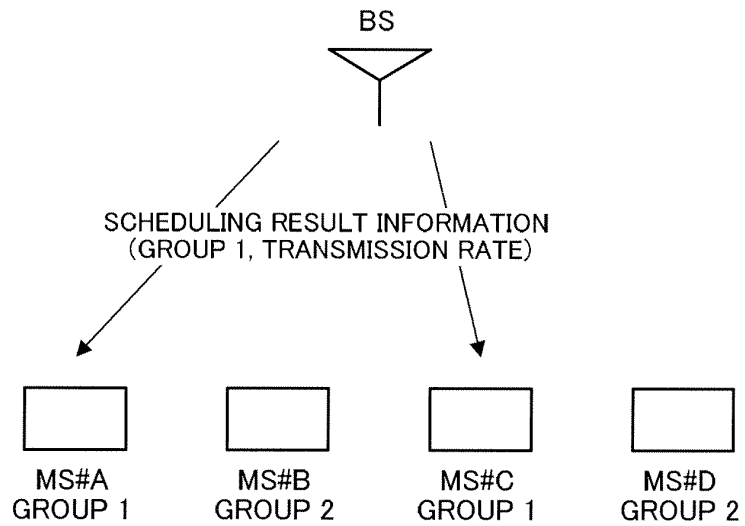 BS
SCHEDULING RESULT INFORMATION
(GROUP 1, TRANSMISSION RATE)
MS#A MS#B MS#C MS#D
GROUP 1 GROUP 2 GROUP 1 GROUP 2